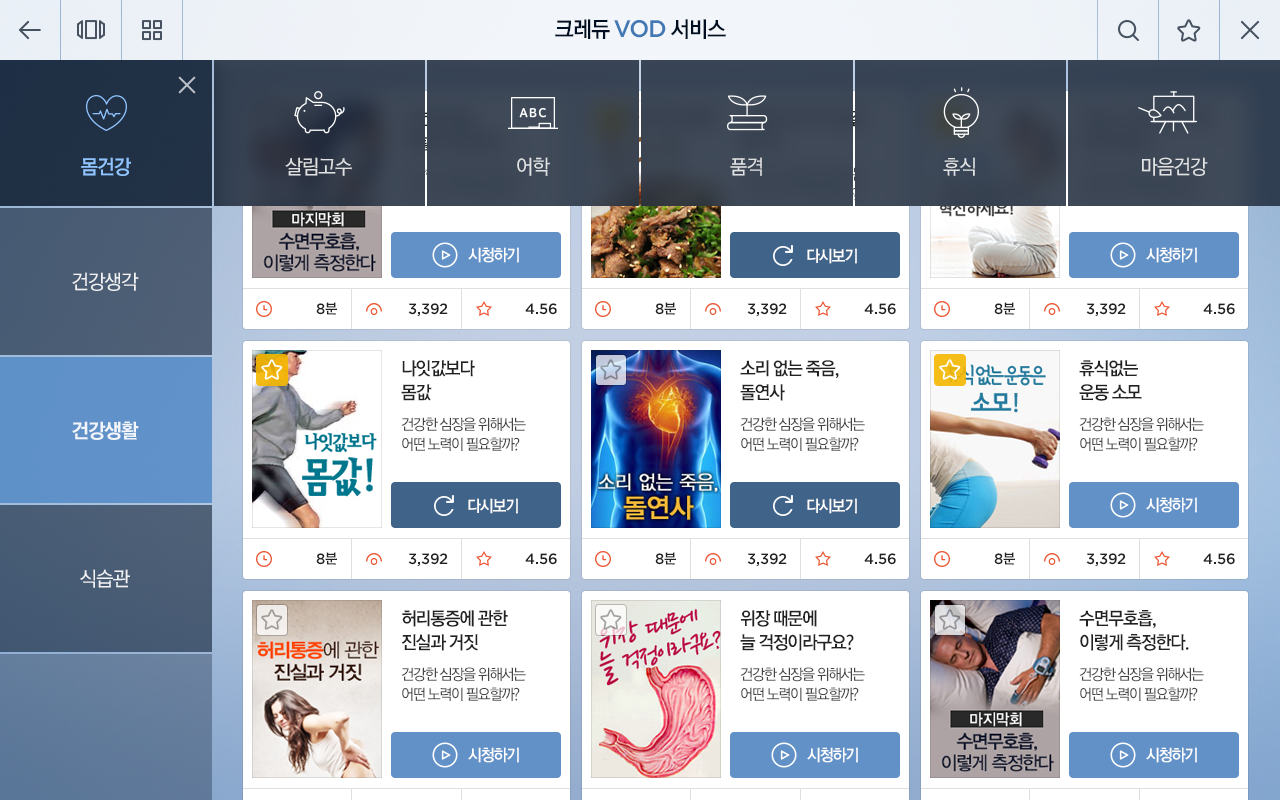 크레듀 VOD 서비스
몸건강
살림고수
ABC
어학
품격
휴식
마음건강
건강생각
건강생활
식습관
마지막회
수면무호흡,
이렇게 측정한다
시청하기
8분 3,392 4.56
다시보기
8분 3,392 4.56
혁신하세요!
시청하기
8분 3,392 4.56
나잇값보다
몸값!
나잇값보다
몸값
건강한 심장을 위해서는
어떤 노력이 필요할까?
다시보기
8분 3,392 4.56
소리 없는 죽음,
돌연사
소리 없는 죽음,
돌연사
건강한 심장을 위해서는
어떤 노력이 필요할까?
다시보기
8분 3,392 4.56
식없는 운동은
소모!
휴식없는
운동 소모
건강한 심장을 위해서는
어떤 노력이 필요할까?
시청하기
8분 3,392 4.56
허리통증에 관한
진실과 거짓
허리통증에 관한
진실과 거짓
건강한 심장을 위해서는
어떤 노력이 필요할까?
시청하기
위장 때문에
늘 걱정이라구요?
위장 때문에
늘 걱정이라구요?
건강한 심장을 위해서는
어떤 노력이 필요할까?
시청하기
마지막회
수면무호흡,
이렇게 측정한다
수면무호흡,
이렇게 측정한다.
건강한 심장을 위해서는
어떤 노력이 필요할까?
시청하기